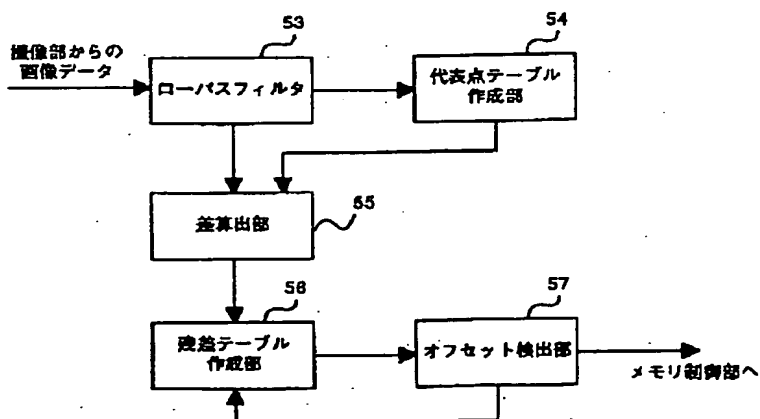 53
54
撮像部からの
画像データ
ローパスフィルタ
代表点テーブル
作成部
55
差算出部
56
57
残差テーブル
作成部
オフセット検出部
メモリ制御部へ